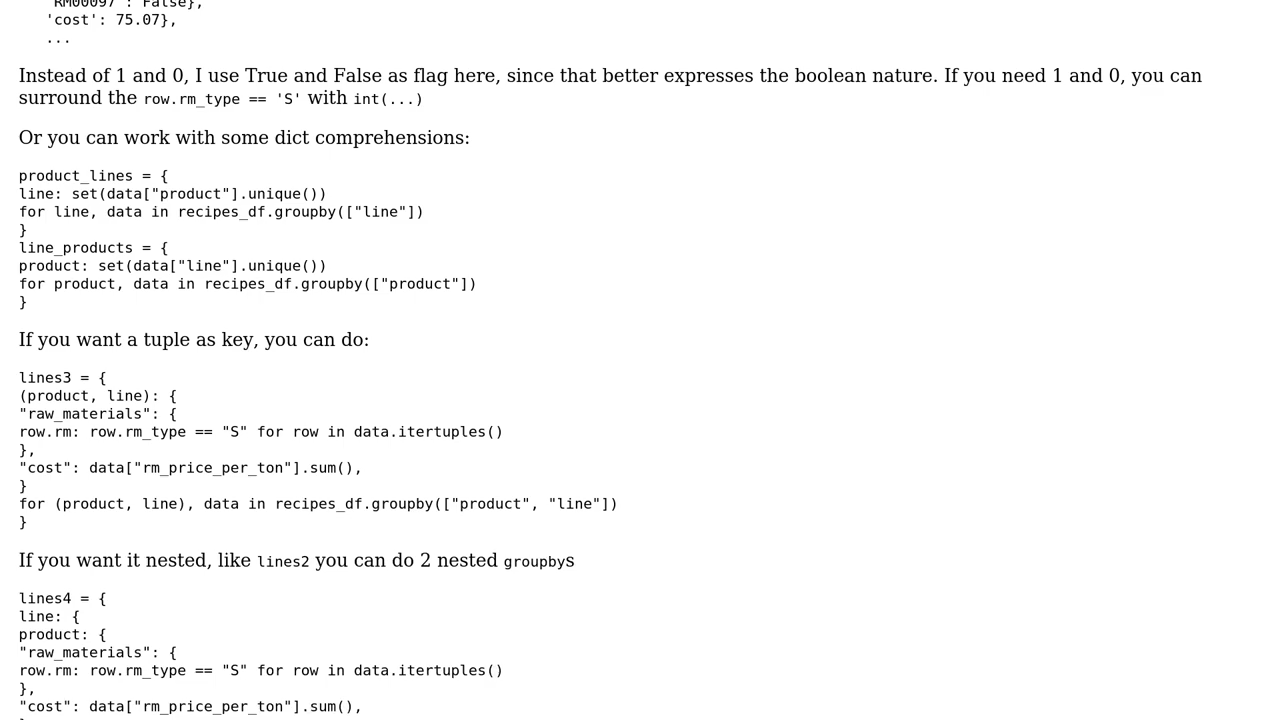 "RM00097": False},
'cost': 75.07},
...
Instead of 1 and 0, I use True and False as flag here, since that better expresses the boolean nature. If you need 1 and 0, you can
surround the row.rm_type == 'S' with int(...)
Or you can work with some dict comprehensions:
product_lines = {
line: set(data["product"].unique())
for line, data in recipes_df.groupby(["line"])
}
line_products = {
product: set(data["line"].unique())
for product, data in recipes_df.groupby(["product"])
}
If you want a tuple as key, you can do:
lines3 = {
(product, line): {
"raw_materials": {
row.rm: row.rm_type == "S" for row in data.itertuples()
},
"cost": data["rm_price_per_ton"].sum(),
}
for (product, line), data in recipes_df.groupby(["product", "line"])
}
If you want it nested, like lines2 you can do 2 nested groupbys
lines4 = {
line: {
product: {
"raw_materials": {
row.rm: row.rm_type == "S" for row in data.itertuples()
},
"cost": data["rm_price_per_ton"].sum(),